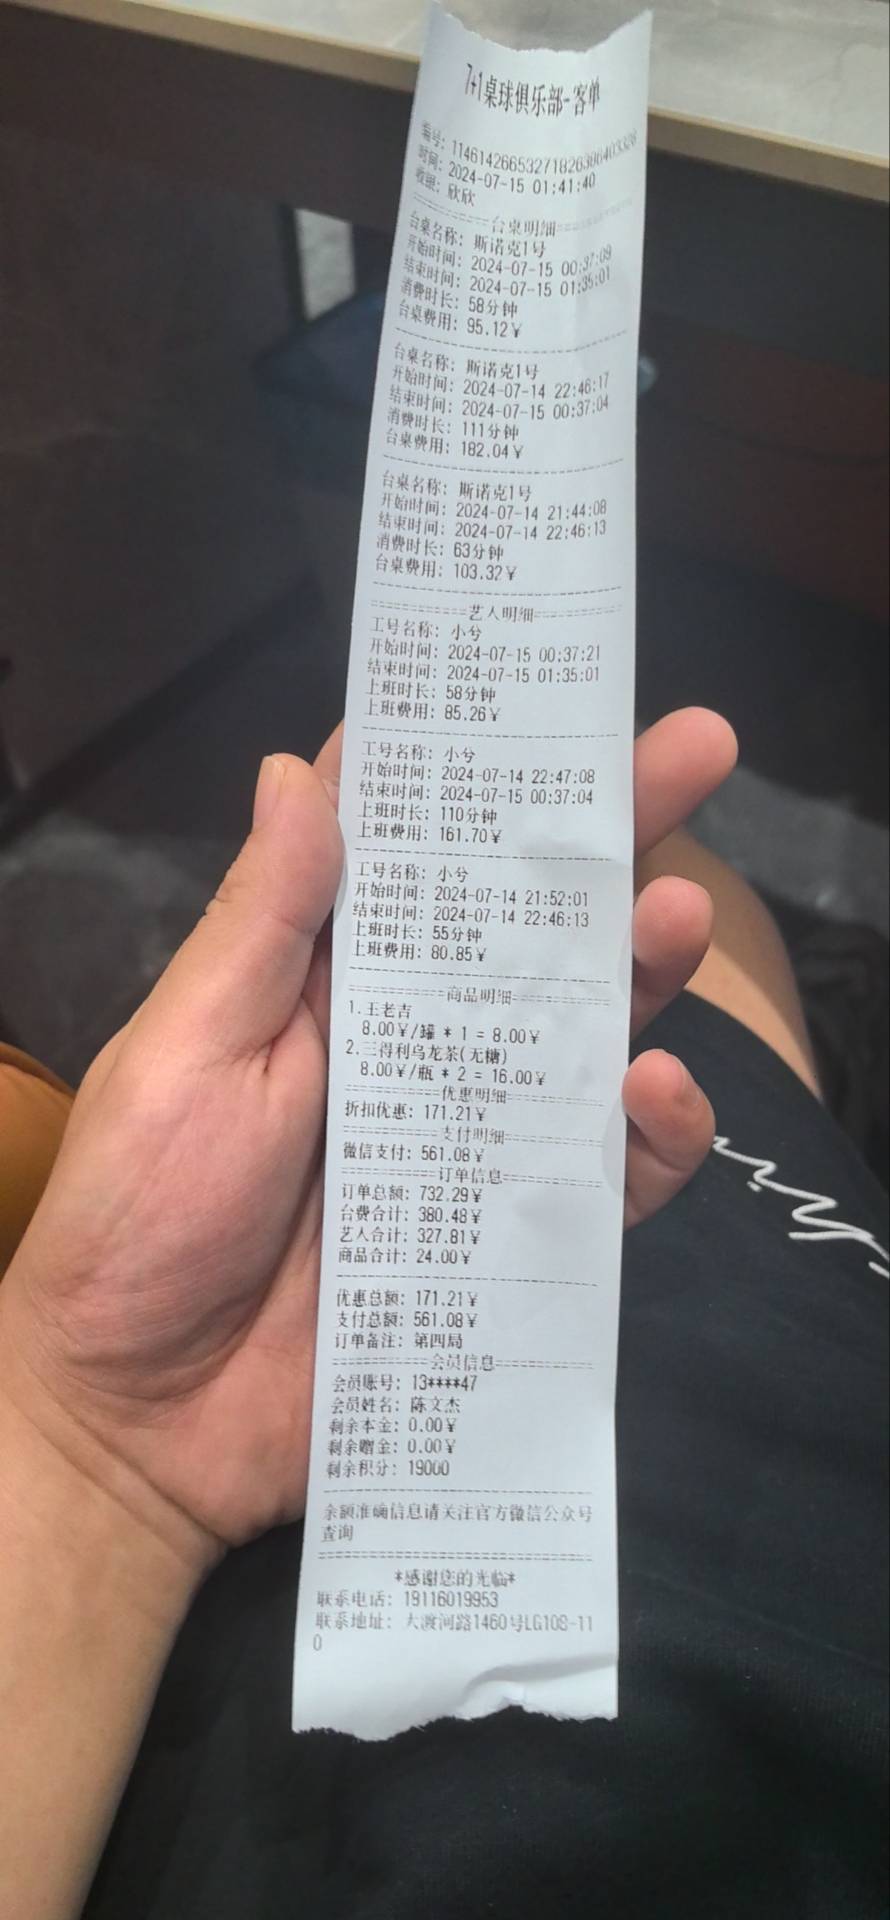 7+1桌球俱乐部-客单
编号: 
时间: 2024-07-15 01:41:40
收银: 欣欣
=========台桌明细=========
台桌名称: 斯诺克1号
开始时间: 2024-07-15 00:37:09
结束时间: 2024-07-15 01:35:01
消费时长: 58分钟
台桌费用: 95.12￥
台桌名称: 斯诺克1号
开始时间: 2024-07-14 22:46:17
结束时间: 2024-07-15 00:37:04
消费时长: 111分钟
台桌费用: 182.04￥
台桌名称: 斯诺克1号
开始时间: 2024-07-14 21:44:08
结束时间: 2024-07-14 22:46:13
消费时长: 63分钟
台桌费用: 103.32￥
=========艺人明细=========
工号名称: 小兮
开始时间: 2024-07-15 00:37:21
结束时间: 2024-07-15 01:35:01
上班时长: 58分钟
上班费用: 85.26￥
工号名称: 小兮
开始时间: 2024-07-14 22:47:08
结束时间: 2024-07-15 00:37:04
上班时长: 110分钟
上班费用: 161.70￥
工号名称: 小兮
开始时间: 2024-07-14 21:52:01
结束时间: 2024-07-14 22:46:13
上班时长: 55分钟
上班费用: 80.85￥
=========商品明细=========
1.王老吉
8.00￥/罐 * 1 = 8.00￥
2.三得利乌龙茶(无糖)
8.00￥/瓶 * 2 = 16.00￥
=========优惠明细=========
折扣优惠: 171.21￥
=========支付明细=========
微信支付: 561.08￥
=========订单信息=========
订单总额: 732.29￥
台费合计: 380.48￥
艺人合计: 327.81￥
商品合计: 24.00￥
优惠总额: 171.21￥
支付总额: 561.08￥
订单备注: 第四局
=========会员信息=========
会员账号: 13****47
会员姓名: 陈文杰
剩余本金: 0.00￥
剩余赠金: 0.00￥
剩余积分: 19000
余额准确信息请关注官方微信公众号
查询
*感谢您的光临*
联系电话: 19116019953
联系地址: 大渡河路1460号LG108-11
0